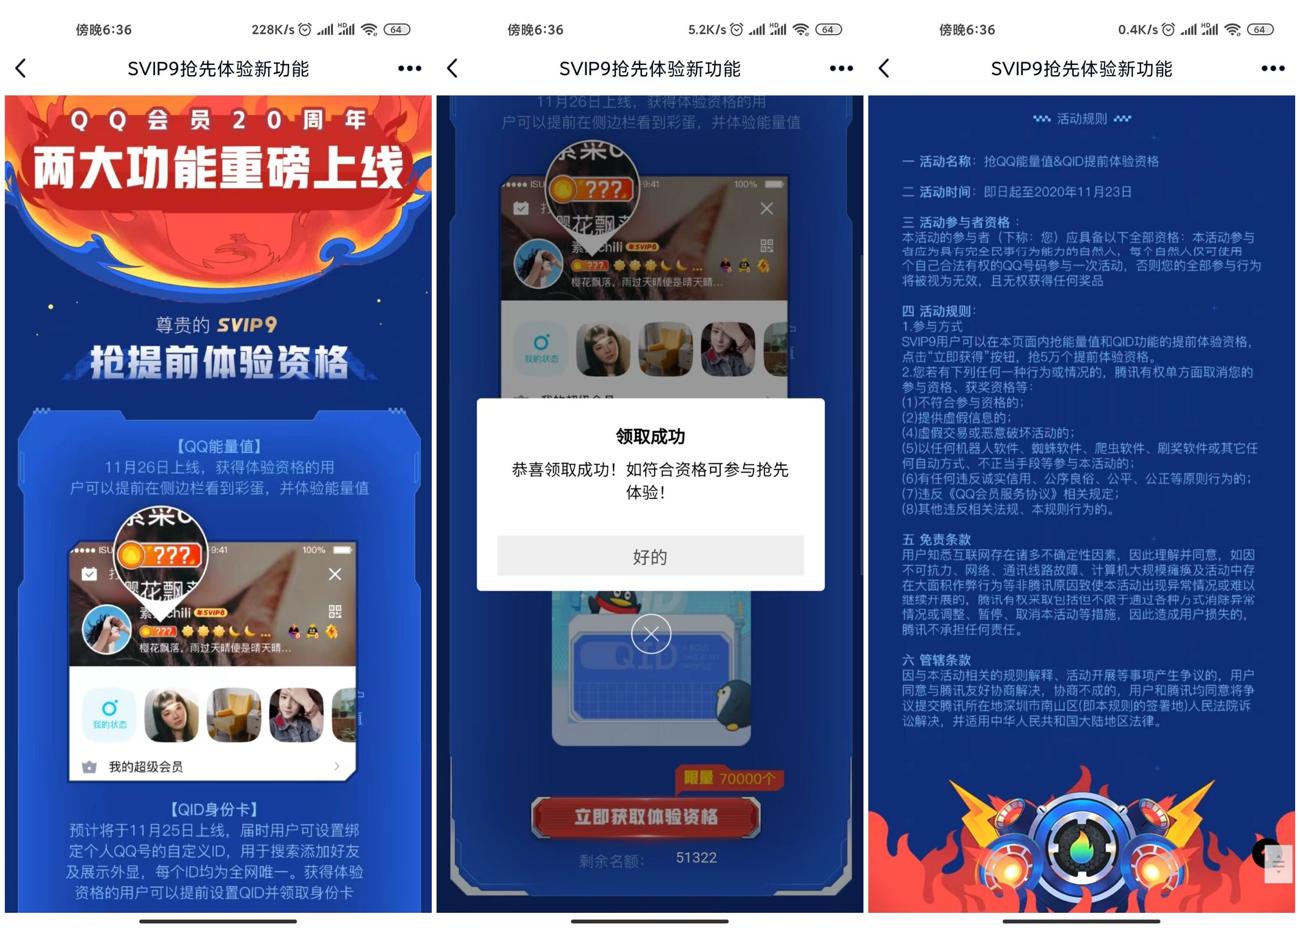 傍晚6:36
228K/s
64
SVIP9抢先体验新功能
QQ会员20周年
两大功能重磅上线
尊贵的 SVIP9
抢提前体验资格
【QQ能量值】
11月26日上线，获得体验资格的用
户可以提前在侧边栏看到彩蛋，并体验能量值
???
9:41
100%
樱花飘
chili
SVIP6
???
樱花飘落，雨过天晴便是晴天晴...
我的状态
我的超级会员
【QID身份卡】
预计将于11月25日上线，届时用户可设置绑
定个人QQ号的自定义ID，用于搜索添加好友
及展示外显，每个ID均为全网唯一。获得体验
资格的用户可以提前设置QID并领取身份卡
傍晚6:36
5.2K/s
64
SVIP9抢先体验新功能
11月26日上线，获得体验资格的用
户可以提前在侧边栏看到彩蛋，并体验能量值
???
9:41
100%
樱花飘
chili
SVIP6
???
樱花飘落，雨过天晴便是晴天晴...
我的状态
我的超级会员
领取成功
恭喜领取成功！如符合资格可参与抢先
体验！
好的
QID
限量 70000个
立即获取体验资格
剩余名额：
51322
傍晚6:36
0.4K/s
64
SVIP9抢先体验新功能
活动规则
一 活动名称：抢QQ能量值&QID提前体验资格
二 活动时间：即日起至2020年11月23日
三 活动参与者资格：
本活动的参与者（下称：您）应具备以下全部资格：本活动参与
者应为具有完全民事行为能力的自然人，每个自然人仅可使用
个自己合法有权的QQ号码参与一次活动，否则您的全部参与行为
将被视为无效，且无权获得任何奖品
四 活动规则：
1.参与方式
SVIP9用户可以在本页面内抢能量值和QID功能的提前体验资格，
点击“立即获得”按钮，抢5万个提前体验资格。
2.您若有下列任何一种行为或情况的，腾讯有权单方面取消您的
参与资格、获奖资格等：
(1)不符合参与资格的；
(2)提供虚假信息的；
(4)虚假交易或恶意破坏活动的；
(5)以任何机器人软件、蜘蛛软件、爬虫软件、刷奖软件或其它任
何自动方式、不正当手段等参与本活动的；
(6)有任何违反诚实信用、公序良俗、公平、公正等原则行为的；
(7)违反《QQ会员服务协议》相关规定；
(8)其他违反相关法规、本规则行为的。
五 免责条款
用户知悉互联网存在诸多不确定性因素，因此理解并同意，如因
不可抗力、网络、通讯线路故障、计算机大规模瘫痪及活动中存
在大面积作弊行为等非腾讯原因致使本活动出现异常情况或难以
继续开展的，腾讯有权采取包括但不限于通过各种方式消除异常
情况或调整、暂停、取消本活动等措施，因此造成用户损失的，
腾讯不承担任何责任。
六 管辖条款
因与本活动相关的规则解释、活动开展等事项产生争议的，用户
同意与腾讯友好协商解决，协商不成的，用户和腾讯均同意将争
议提交腾讯所在地深圳市南山区(即本规则的签署地)人民法院诉
讼解决，并适用中华人民共和国大陆地区法律。